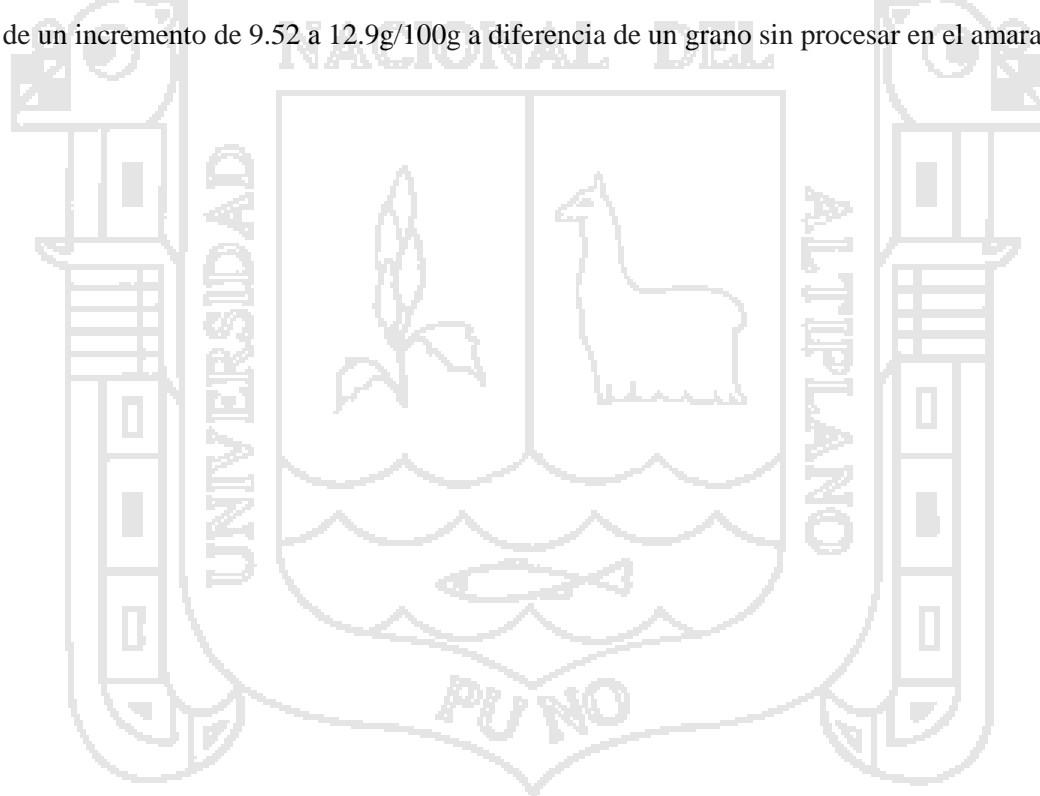 de un incremento de 9.52 a 12.9g/100g a diferencia de un grano sin procesar en el amara
NACIONAL DEL
UNIVERSIDAD
ALTIPLANO
PUNO